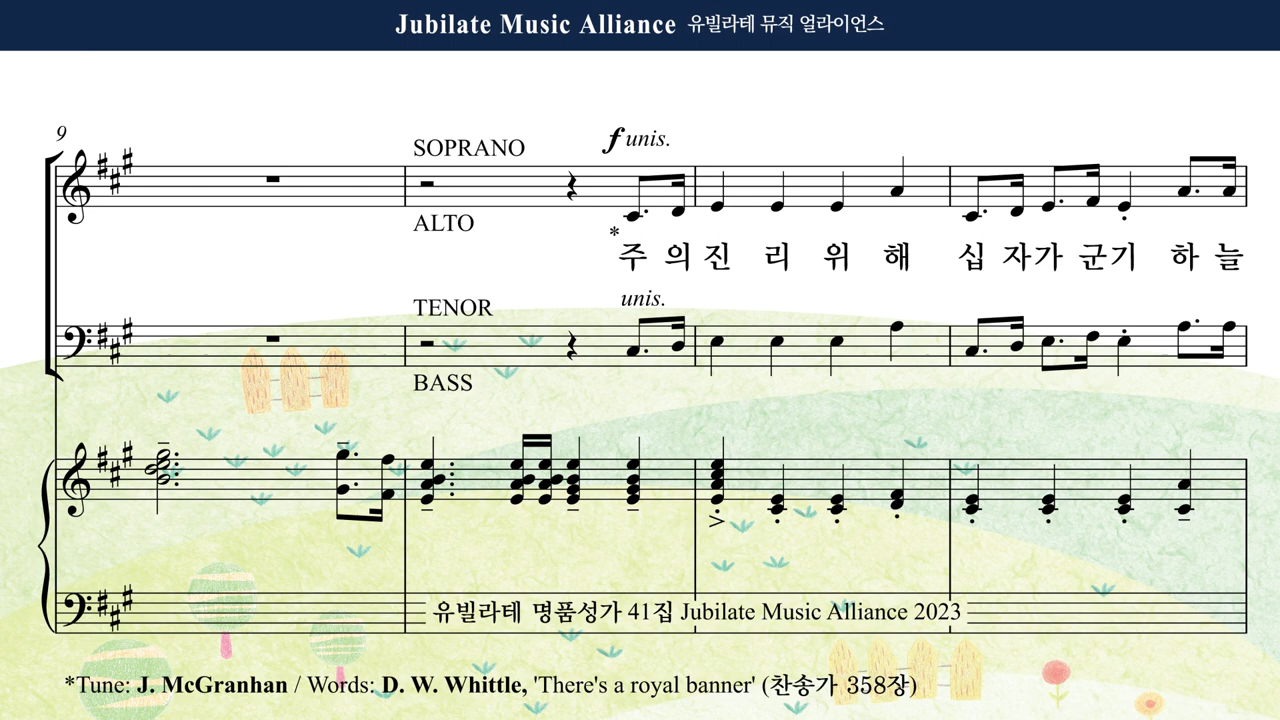 Jubilate Music Alliance 유빌라테 뮤직 얼라이언스
9
SOPRANO
f unis.
ALTO
*
주 의 진 리 위 해 십 자가 군기 하 늘
unis.
TENOR
BASS
유빌라테 명품성가 41집 Jubilate Music Alliance 2023
*Tune: J. McGranhan / Words: D. W. Whittle, 'There's a royal banner' (찬송가 358장)